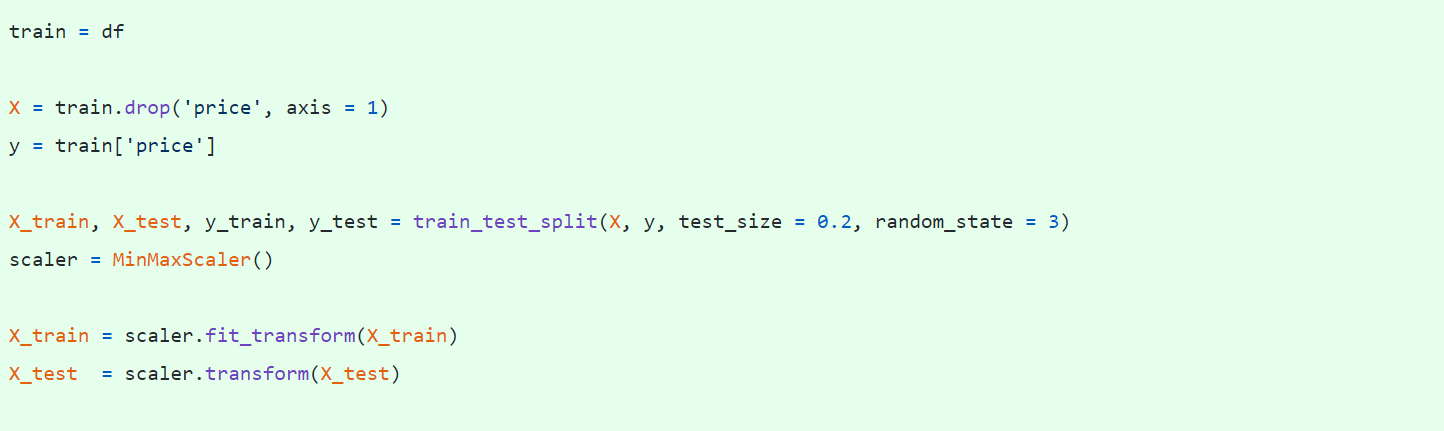 train = df
X = train.drop('price', axis = 1)
y = train['price']
X_train, X_test, y_train, y_test = train_test_split(X, y, test_size = 0.2, random_state = 3)
scaler = MinMaxScaler()
X_train = scaler.fit_transform(X_train)
X_test  = scaler.transform(X_test)